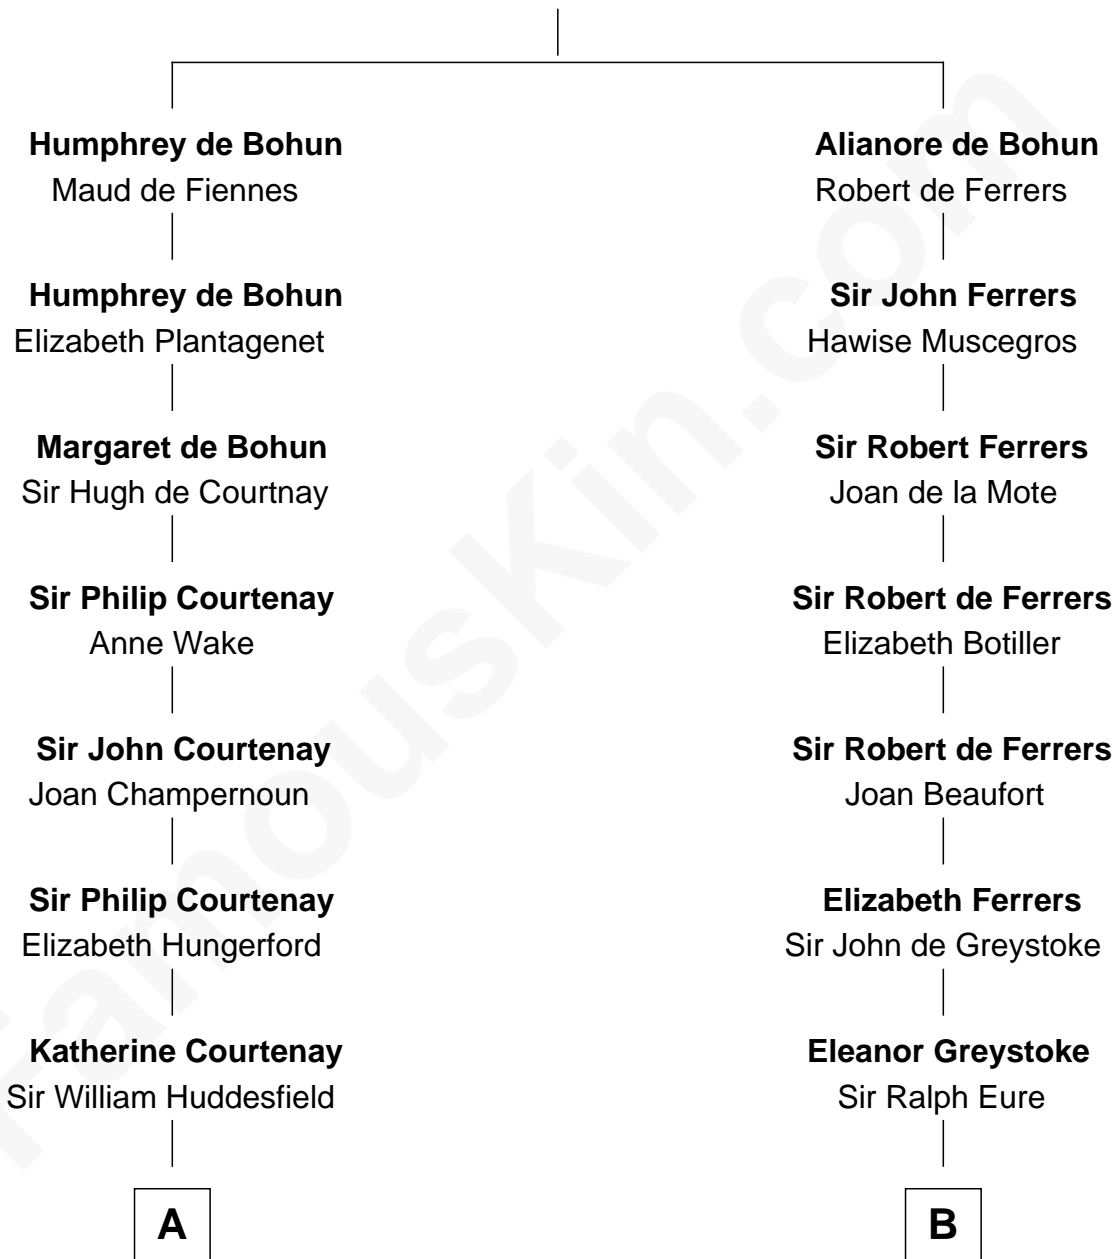 Humphrey de Bohun
Maud de Fiennes
Humphrey de Bohun
Elizabeth Plantagenet
Margaret de Bohun
Sir Hugh de Courtnay
Sir Philip Courtenay
Anne Wake
Sir John Courtenay
Joan Champernoun
Sir Philip Courtenay
Elizabeth Hungerford
Katherine Courtenay
Sir William Huddesfield
A
Alianore de Bohun
Robert de Ferrers
Sir John Ferrers
Hawise Muscegros
Sir Robert Ferrers
Joan de la Mote
Sir Robert de Ferrers
Elizabeth Botiller
Sir Robert de Ferrers
Joan Beaufort
Elizabeth Ferrers
Sir John de Greystoke
Eleanor Greystoke
Sir Ralph Eure
B
FamousKin.com